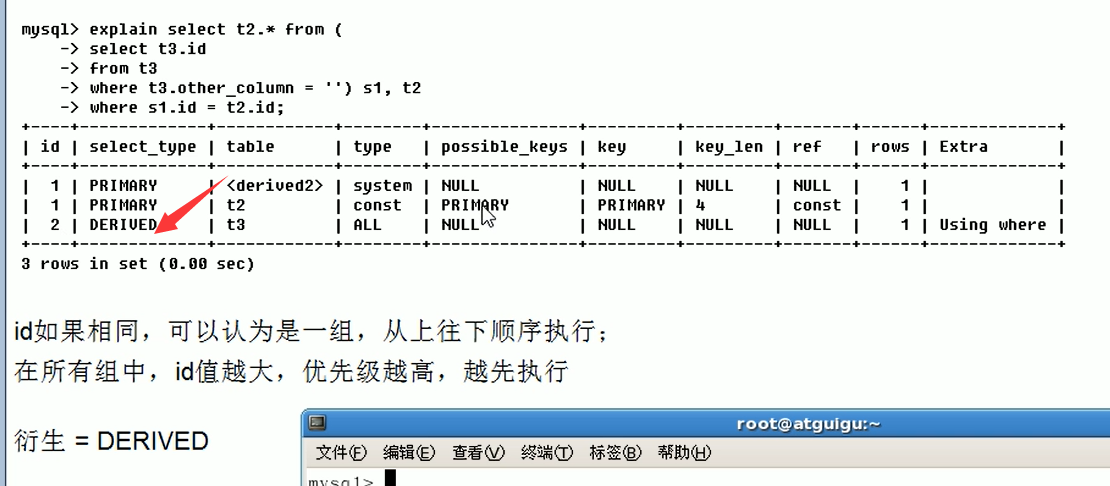 mysql> explain select t2.* from (
    -> select t3.id
    -> from t3
    -> where t3.other_column = '') s1, t2
    -> where s1.id = t2.id;
+----+-------------+------------+--------+---------------+---------+---------+-------+------+-------------+
| id | select_type | table      | type   | possible_keys | key     | key_len | ref   | rows | Extra       |
+----+-------------+------------+--------+---------------+---------+---------+-------+------+-------------+
|  1 | PRIMARY     | <derived2> | system | NULL          | NULL    | NULL    | NULL  |    1 |             |
|  1 | PRIMARY     | t2         | const  | PRIMARY       | PRIMARY | 4       | const |    1 |             |
|  2 | DERIVED     | t3         | ALL    | NULL          | NULL    | NULL    | NULL  |    1 | Using where |
+----+-------------+------------+--------+---------------+---------+---------+-------+------+-------------+
3 rows in set (0.00 sec)
id如果相同，可以认为是一组，从上往下顺序执行；
在所有组中，id值越大，优先级越高，越先执行
衍生 = DERIVED
root@atguigu:~
文件(F) 编辑(E) 查看(V) 终端(T) 标签(B) 帮助(H)
mysql>